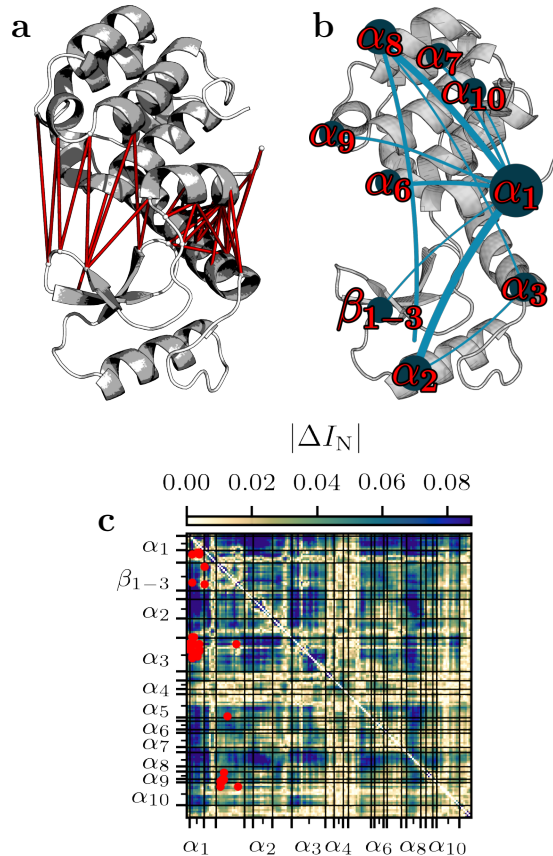 a
b
α8
α7
α10
α9
α6
α1
α3
β1−3
α2
|ΔI_N|
0.00 0.02 0.04 0.06 0.08
c
α1
β1−3
α2
α3
α4
α5
α6
α7
α8
α9
α10
α1 α2 α3 α4 α6 α8 α10